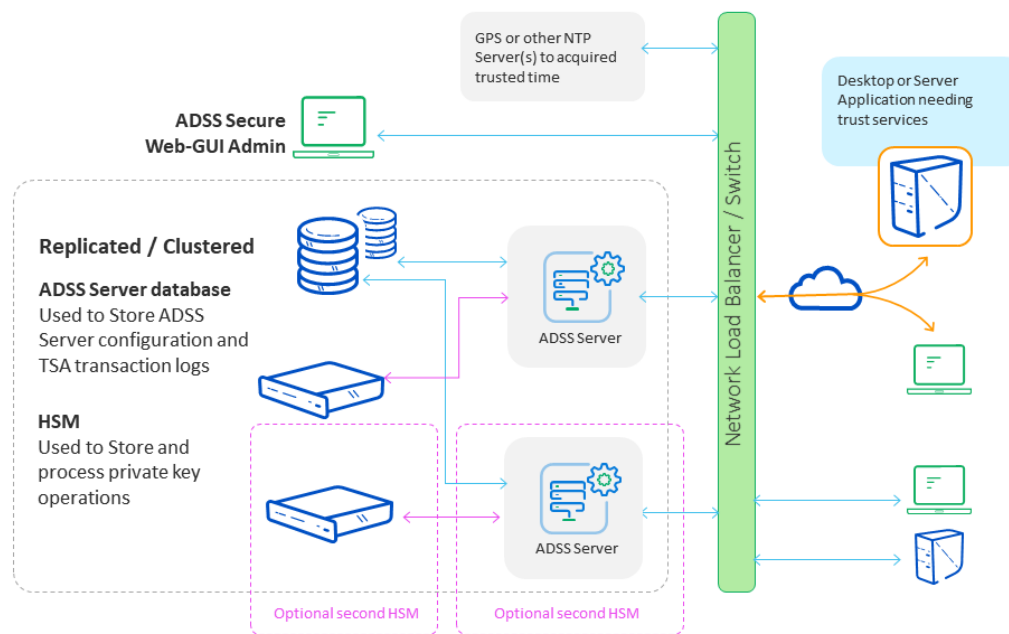 GPS or other NTP
Server(s) to acquired
trusted time
Desktop or Server
Application needing
trust services
ADSS Secure
Web-GUI Admin
Network Load Balancer / Switch
Replicated / Clustered
ADSS Server database
Used to Store ADSS
Server configuration and
TSA transaction logs
HSM
Used to Store and
process private key
operations
ADSS Server
ADSS Server
Optional second HSM
Optional second HSM